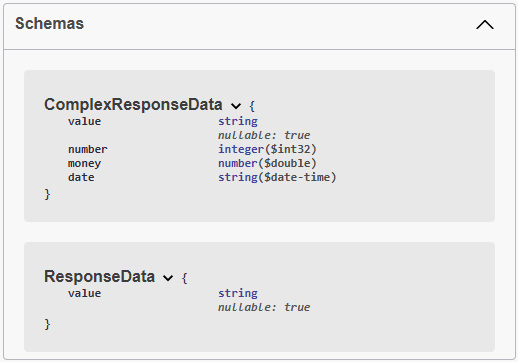 Schemas
ComplexResponseData {
value string
nullable: true
number integer($int32)
money number($double)
date string($date-time)
}
ResponseData {
value string
nullable: true
}